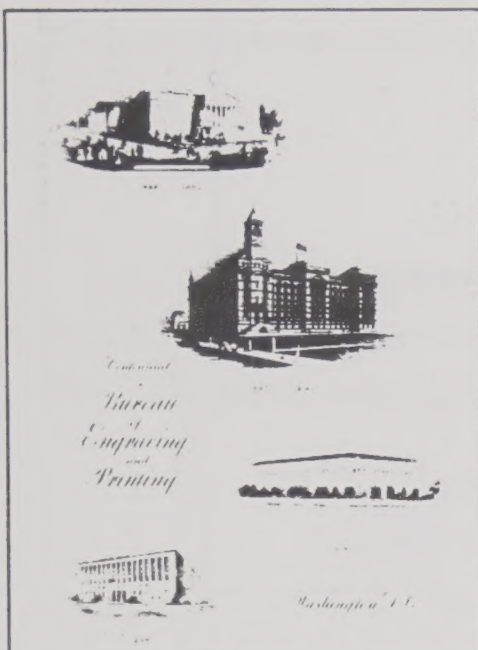 Centennial
Bureau
of
Engraving
and
Printing
Washington D.C.